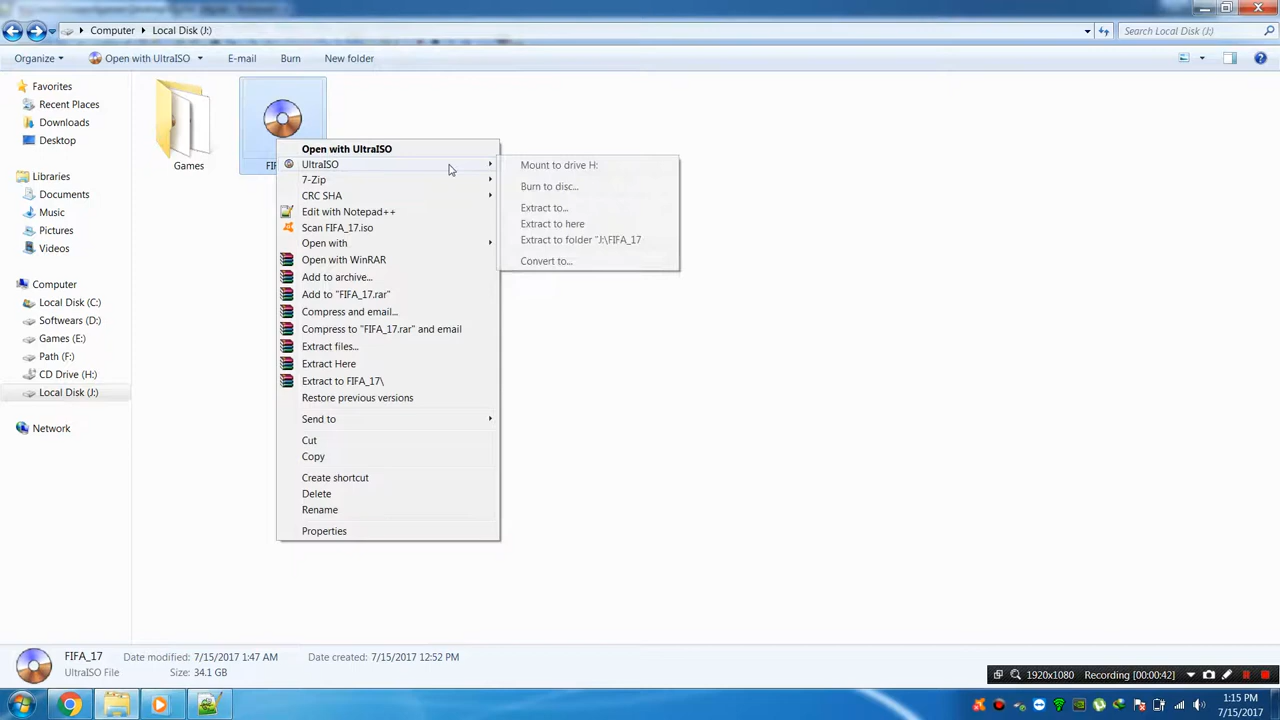 Computer
Local Disk (J:)
Search Local Disk (J:)
Organize
Open with UltraISO
E-mail
Burn
New folder
Favorites
Recent Places
Downloads
Desktop
Libraries
Documents
Music
Pictures
Videos
Computer
Local Disk (C:)
Softwears (D:)
Games (E:)
Path (F:)
CD Drive (H:)
Local Disk (J:)
Network
Games
FIF
Open with UltraISO
UltraISO
7-Zip
CRC SHA
Edit with Notepad++
Scan FIFA_17.iso
Open with
Open with WinRAR
Add to archive...
Add to "FIFA_17.rar"
Compress and email...
Compress to "FIFA_17.rar" and email
Extract files...
Extract Here
Extract to FIFA_17\
Restore previous versions
Send to
Cut
Copy
Create shortcut
Delete
Rename
Properties
Mount to drive H:
Burn to disc...
Extract to...
Extract to here
Extract to folder "J:\FIFA_17
Convert to...
FIFA_17
Date modified: 7/15/2017 1:47 AM
Date created: 7/15/2017 12:52 PM
UltraISO File
Size: 34.1 GB
1920x1080
Recording [00:00:42]
1:15 PM
7/15/2017